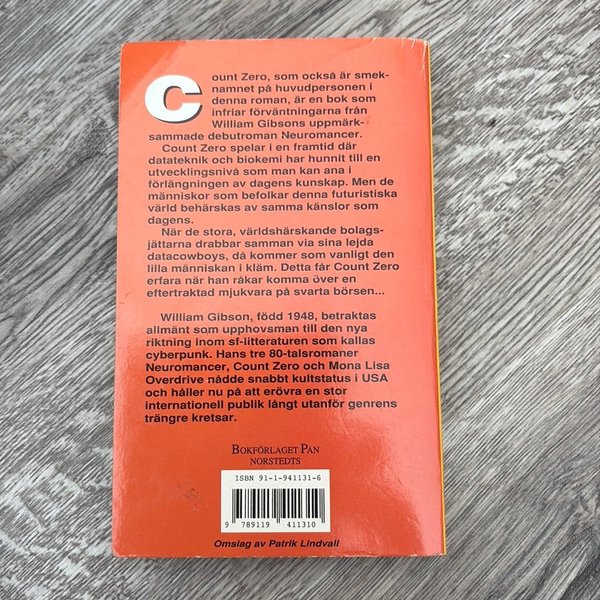 Count Zero, som också är smek-
namnet på huvudpersonen i
denna roman, är en bok som
infriar förväntningarna från
William Gibsons uppmärk-
sammade debutroman Neuromancer.
Count Zero spelar i en framtid där
datateknik och biokemi har hunnit till en
utvecklingsnivå som man kan ana i
förlängningen av dagens kunskap. Men de
människor som befolkar denna futuristiska
värld behärskas av samma känslor som
dagens.
När de stora, världshärskande bolags-
jättarna drabbar samman via sina lejda
datacowboys, då kommer som vanligt den
lilla människan i kläm. Detta får Count Zero
erfara när han råkar komma över en
eftertraktad mjukvara på svarta börsen...
William Gibson, född 1948, betraktas
allmänt som upphovsman till den nya
riktning inom sf-litteraturen som kallas
cyberpunk. Hans tre 80-talsromaner
Neuromancer, Count Zero och Mona Lisa
Overdrive nådde snabbt kultstatus i USA
och håller nu på att erövra en stor
internationell publik långt utanför genrens
trängre kretsar.
BOKFÖRLAGET PAN
NORSTEDTS
ISBN 91-1-941131-6
9 789119 411310
Omslag av Patrik Lindvall